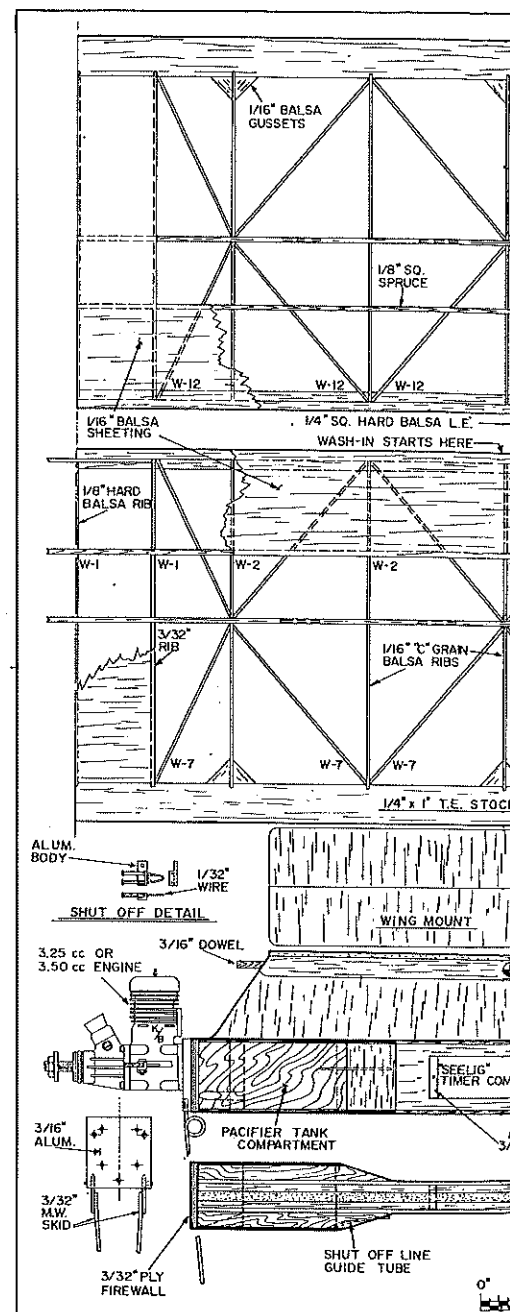 1/16" BALSA
GUSSETS
1/8" SQ.
SPRUCE
W-12
W-12
W-12
1/16" BALSA
SHEETING
1/4" SQ. HARD BALSA L.E.
WASH-IN STARTS HERE
1/8" HARD
BALSA RIB
W-1
W-1
W-2
W-2
3/32"
RIB
1/16" "C" GRAIN
BALSA RIBS
W-7
W-7
W-7
1/4" x 1" T.E. STOC
ALUM.
BODY
1/32"
WIRE
SHUT OFF DETAIL
WING MOUNT
3/16" DOWEL
3.25 cc OR
3.50 cc ENGINE
K/B
"SEELIG"
TIMER COM
3/16"
ALUM.
PACIFIER TANK
COMPARTMENT
3/
3/32"
M.W.
SKID
3/32" PLY
FIREWALL
SHUT OFF LINE
GUIDE TUBE
0"